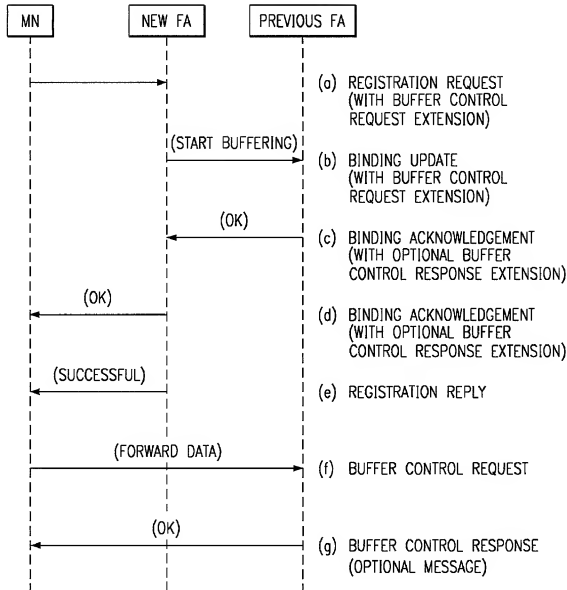 MN
NEW FA
PREVIOUS FA
(a) REGISTRATION REQUEST
(WITH BUFFER CONTROL
REQUEST EXTENSION)
(START BUFFERING)
(b) BINDING UPDATE
(WITH BUFFER CONTROL
REQUEST EXTENSION)
(OK)
(c) BINDING ACKNOWLEDGEMENT
(WITH OPTIONAL BUFFER
CONTROL RESPONSE EXTENSION)
(OK)
(d) BINDING ACKNOWLEDGEMENT
(WITH OPTIONAL BUFFER
CONTROL RESPONSE EXTENSION)
(SUCCESSFUL)
(e) REGISTRATION REPLY
(FORWARD DATA)
(f) BUFFER CONTROL REQUEST
(OK)
(g) BUFFER CONTROL RESPONSE
(OPTIONAL MESSAGE)